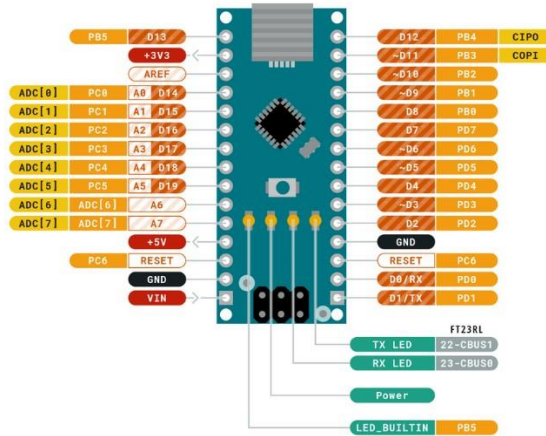 PB5 D13 D12 PB4 CIPO
+3V3 ~D11 PB3 COPI
AREF ~D10 PB2
ADC[0] PC0 A0 D14 ~D9 PB1
ADC[1] PC1 A1 D15 D8 PB0
ADC[2] PC2 A2 D16 D7 PD7
ADC[3] PC3 A3 D17 ~D6 PD6
ADC[4] PC4 A4 D18 ~D5 PD5
ADC[5] PC5 A5 D19 D4 PD4
ADC[6] ADC[6] A6 ~D3 PD3
ADC[7] ADC[7] A7 D2 PD2
+5V GND
PC6 RESET RESET PC6
GND D0/RX PD0
VIN D1/TX PD1
FT23RL
TX LED 22-CBUS1
RX LED 23-CBUS0
Power
LED_BUILTIN PB5